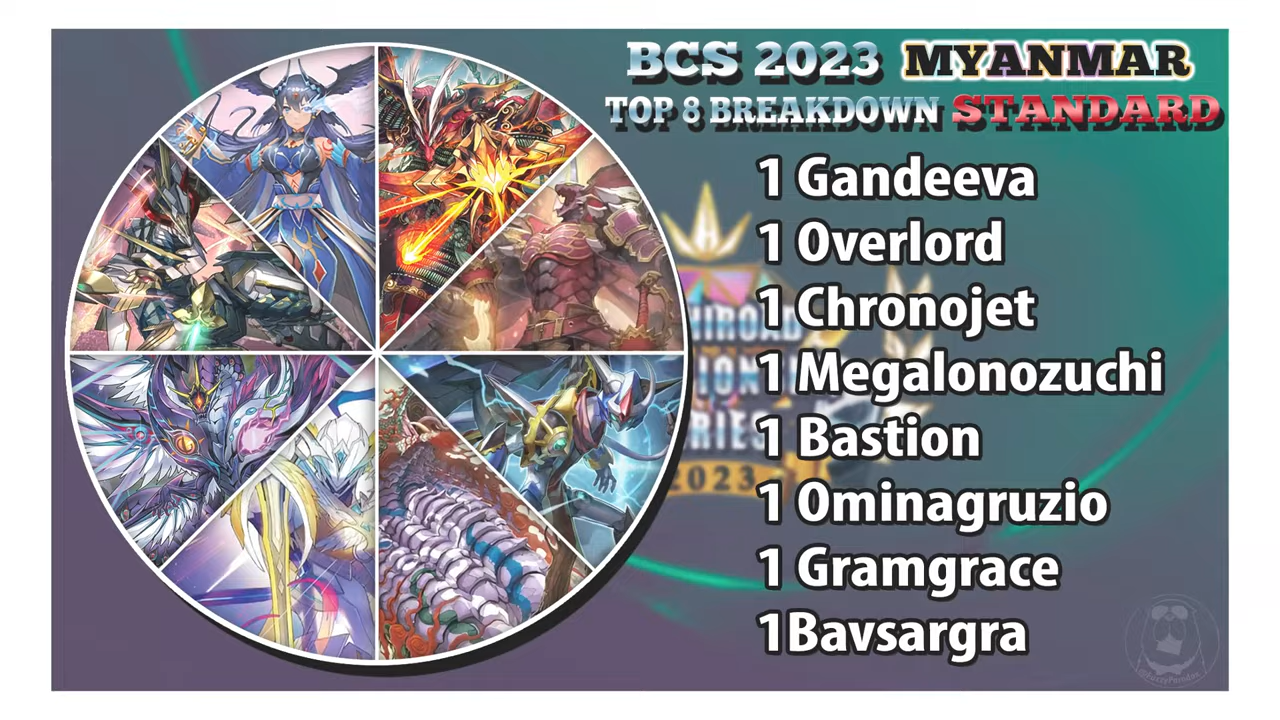 BCS 2023 MYANMAR
TOP 8 BREAKDOWN STANDARD
1 Gandeeva
1 Overlord
1 Chronojet
1 Megalonozuchi
1 Bastion
1 Ominagruzio
1 Gramgrace
1Bavsargra
2023